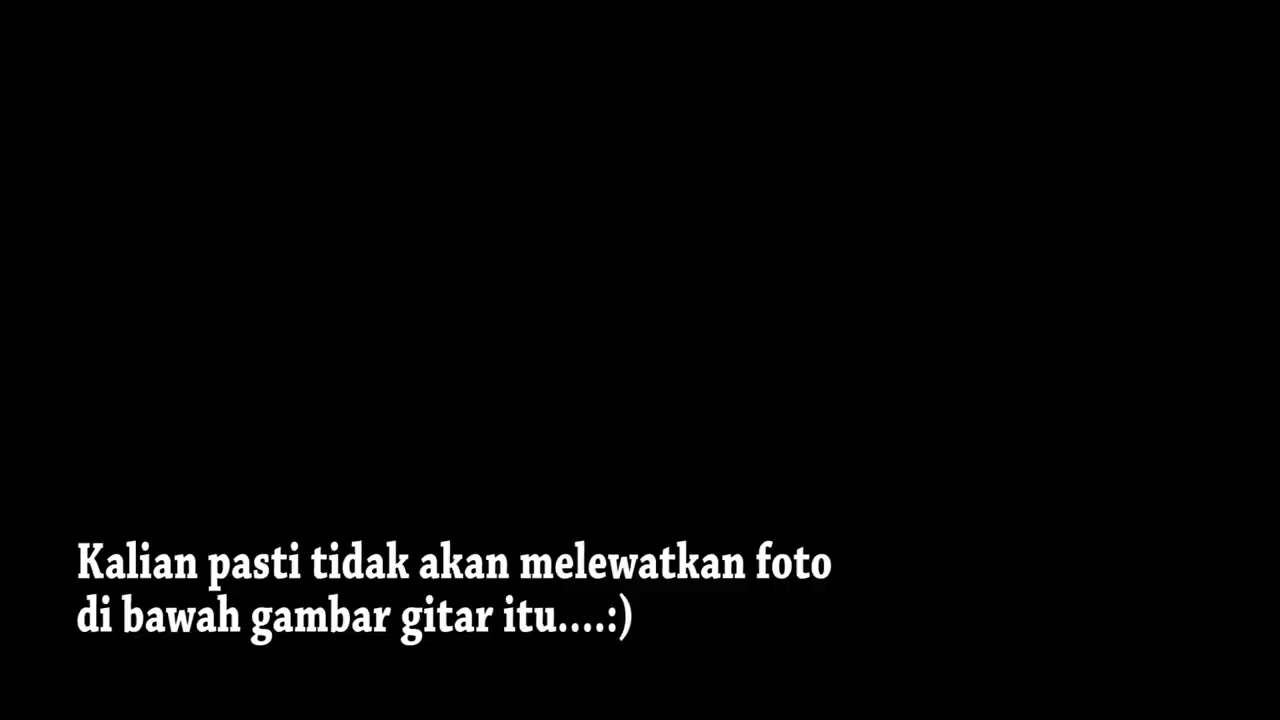 Kalian pasti tidak akan melewatkan foto
di bawah gambar gitar itu....:)